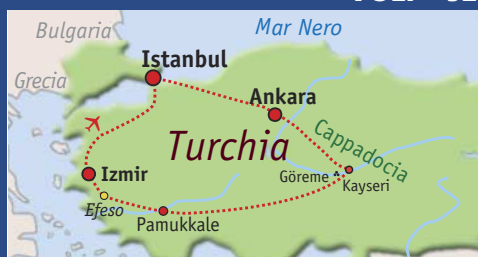 Bulgaria
Mar Nero
Istanbul
Grecia
Ankara
Turchia
Cappadocia
Göreme
Kayseri
Izmir
Efeso
Pamukkale